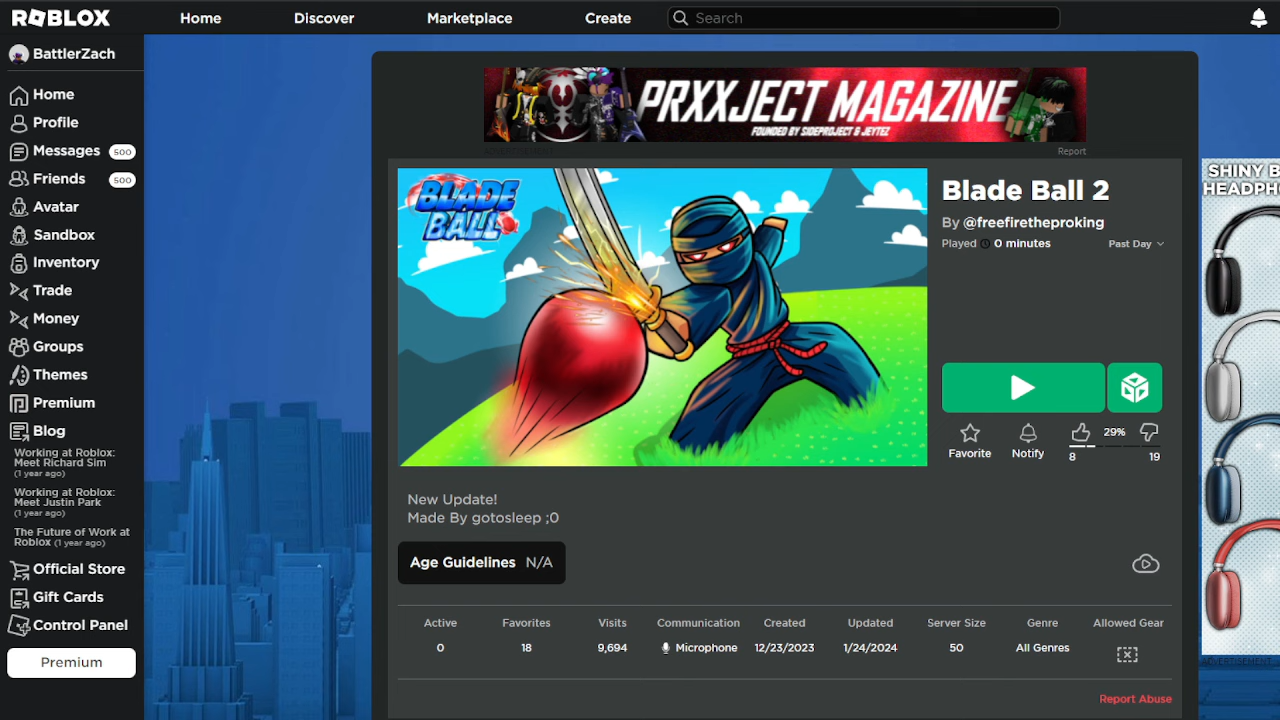 ROBLOX
Home
Discover
Marketplace
Create
Search
BattlerZach
Home
Profile
Messages 500
Friends 500
Avatar
Sandbox
Inventory
Trade
Money
Groups
Themes
Premium
Blog
Working at Roblox:
Meet Richard Sim
(1 year ago)
Working at Roblox:
Meet Justin Park
(1 year ago)
The Future of Work at
Roblox (1 year ago)
Official Store
Gift Cards
Control Panel
Premium
PRXXJECT MAGAZINE
FOUNDED BY SIDEPROJECT & JEYTEZ
ADVERTISEMENT
Report
BLADE
BALL
Blade Ball 2
By @freefiretheproking
Played 0 minutes
Past Day
Favorite
Notify
29%
8
19
New Update!
Made By gotosleep ;0
Age Guidelines N/A
Active Favorites Visits Communication Created Updated Server Size Genre Allowed Gear
0 18 9,694 Microphone 12/23/2023 1/24/2024 50 All Genres
Report Abuse
SHINY B
HEADPH
ADVERTISEMENT